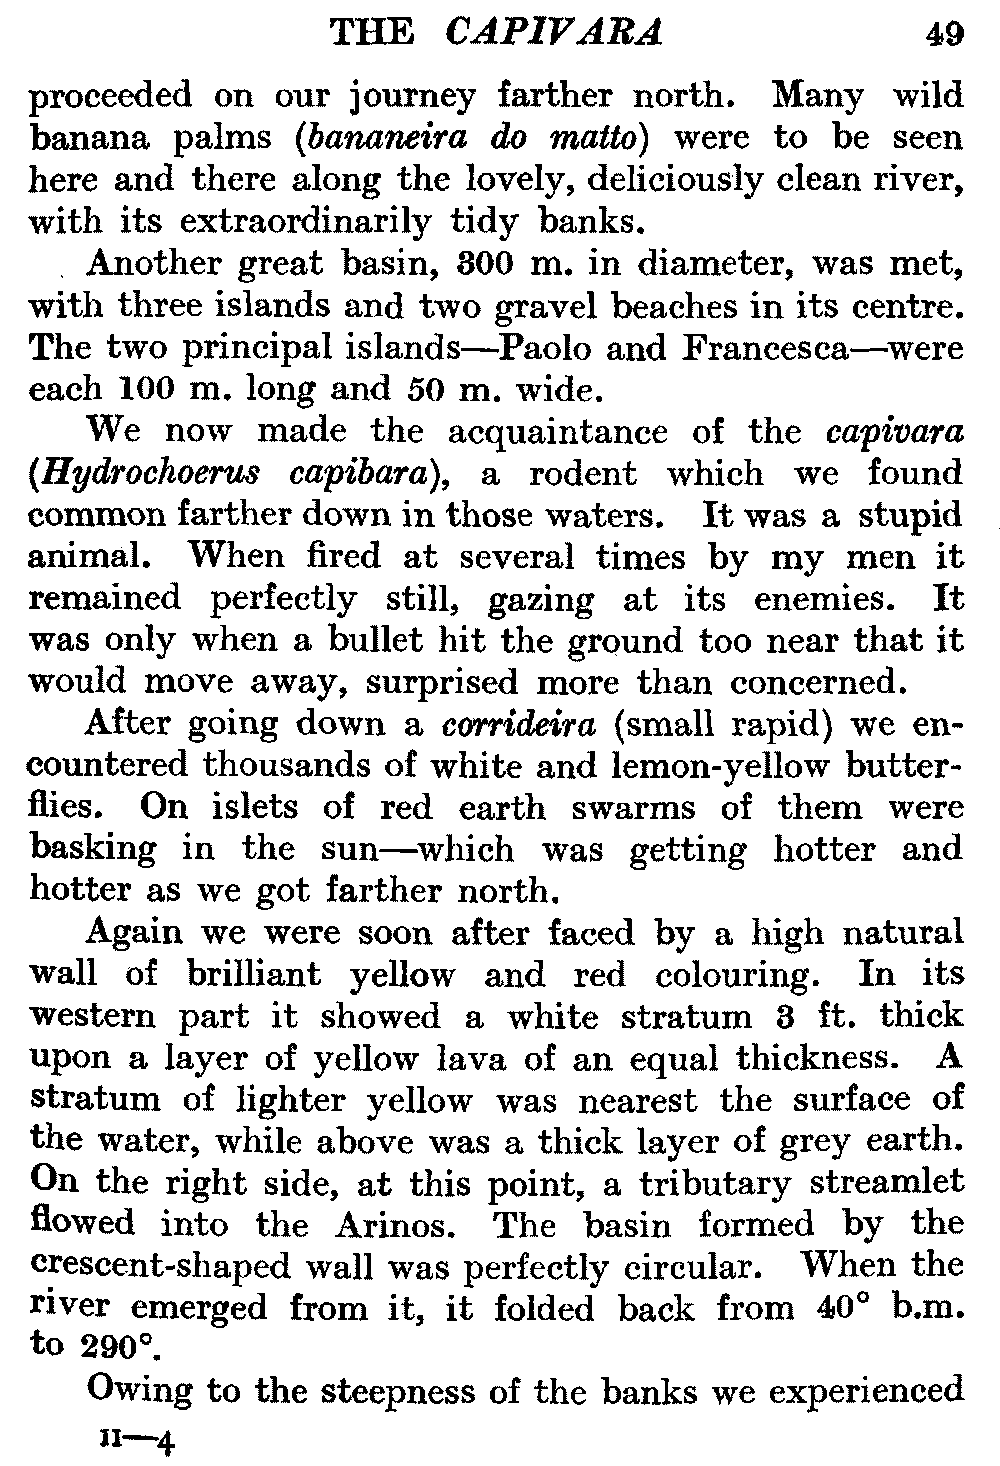 THE CAPIVARA 49
proceeded on our journey farther north. Many wild
banana palms (bananeira do matto) were to be seen
here and there along the lovely, deliciously clean river,
with its extraordinarily tidy banks.
Another great basin, 300 m. in diameter, was met,
with three islands and two gravel beaches in its centre.
The two principal islands—Paolo and Francesca—were
each 100 m. long and 50 m. wide.
We now made the acquaintance of the capivara
(Hydrochoerus capibara), a rodent which we found
common farther down in those waters. It was a stupid
animal. When fired at several times by my men it
remained perfectly still, gazing at its enemies. It
was only when a bullet hit the ground too near that it
would move away, surprised more than concerned.
After going down a corrideira (small rapid) we en-
countered thousands of white and lemon-yellow butter-
flies. On islets of red earth swarms of them were
basking in the sun—which was getting hotter and
hotter as we got farther north.
Again we were soon after faced by a high natural
wall of brilliant yellow and red colouring. In its
western part it showed a white stratum 3 ft. thick
upon a layer of yellow lava of an equal thickness. A
stratum of lighter yellow was nearest the surface of
the water, while above was a thick layer of grey earth.
On the right side, at this point, a tributary streamlet
flowed into the Arinos. The basin formed by the
crescent-shaped wall was perfectly circular. When the
river emerged from it, it folded back from 40° b.m.
to 290°.
Owing to the steepness of the banks we experienced
II—4